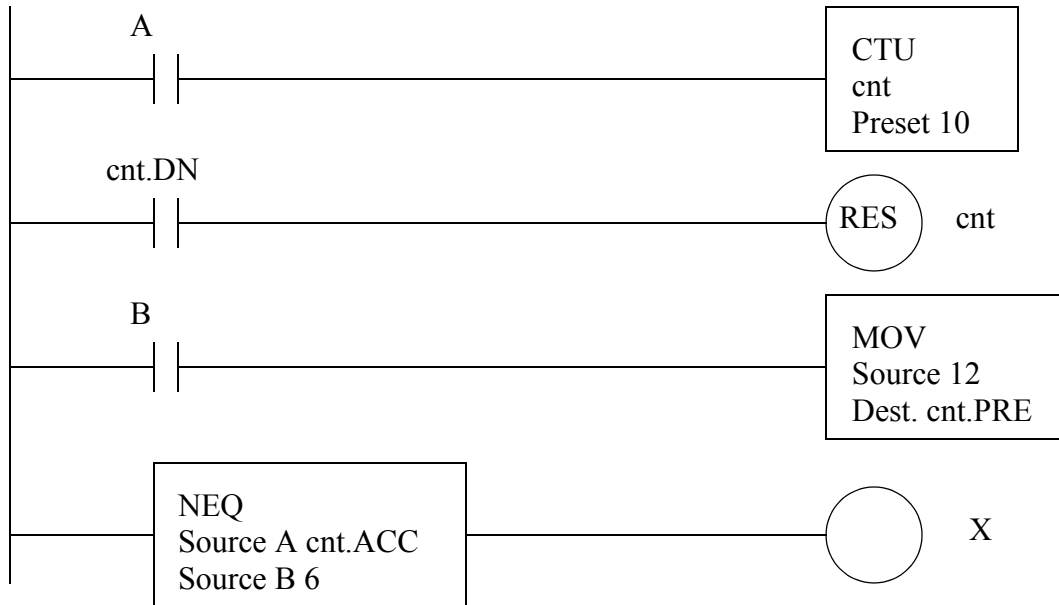 A
CTU
cnt
Preset 10
cnt.DN
RES cnt
B
MOV
Source 12
Dest. cnt.PRE
NEQ
Source A cnt.ACC
Source B 6
X